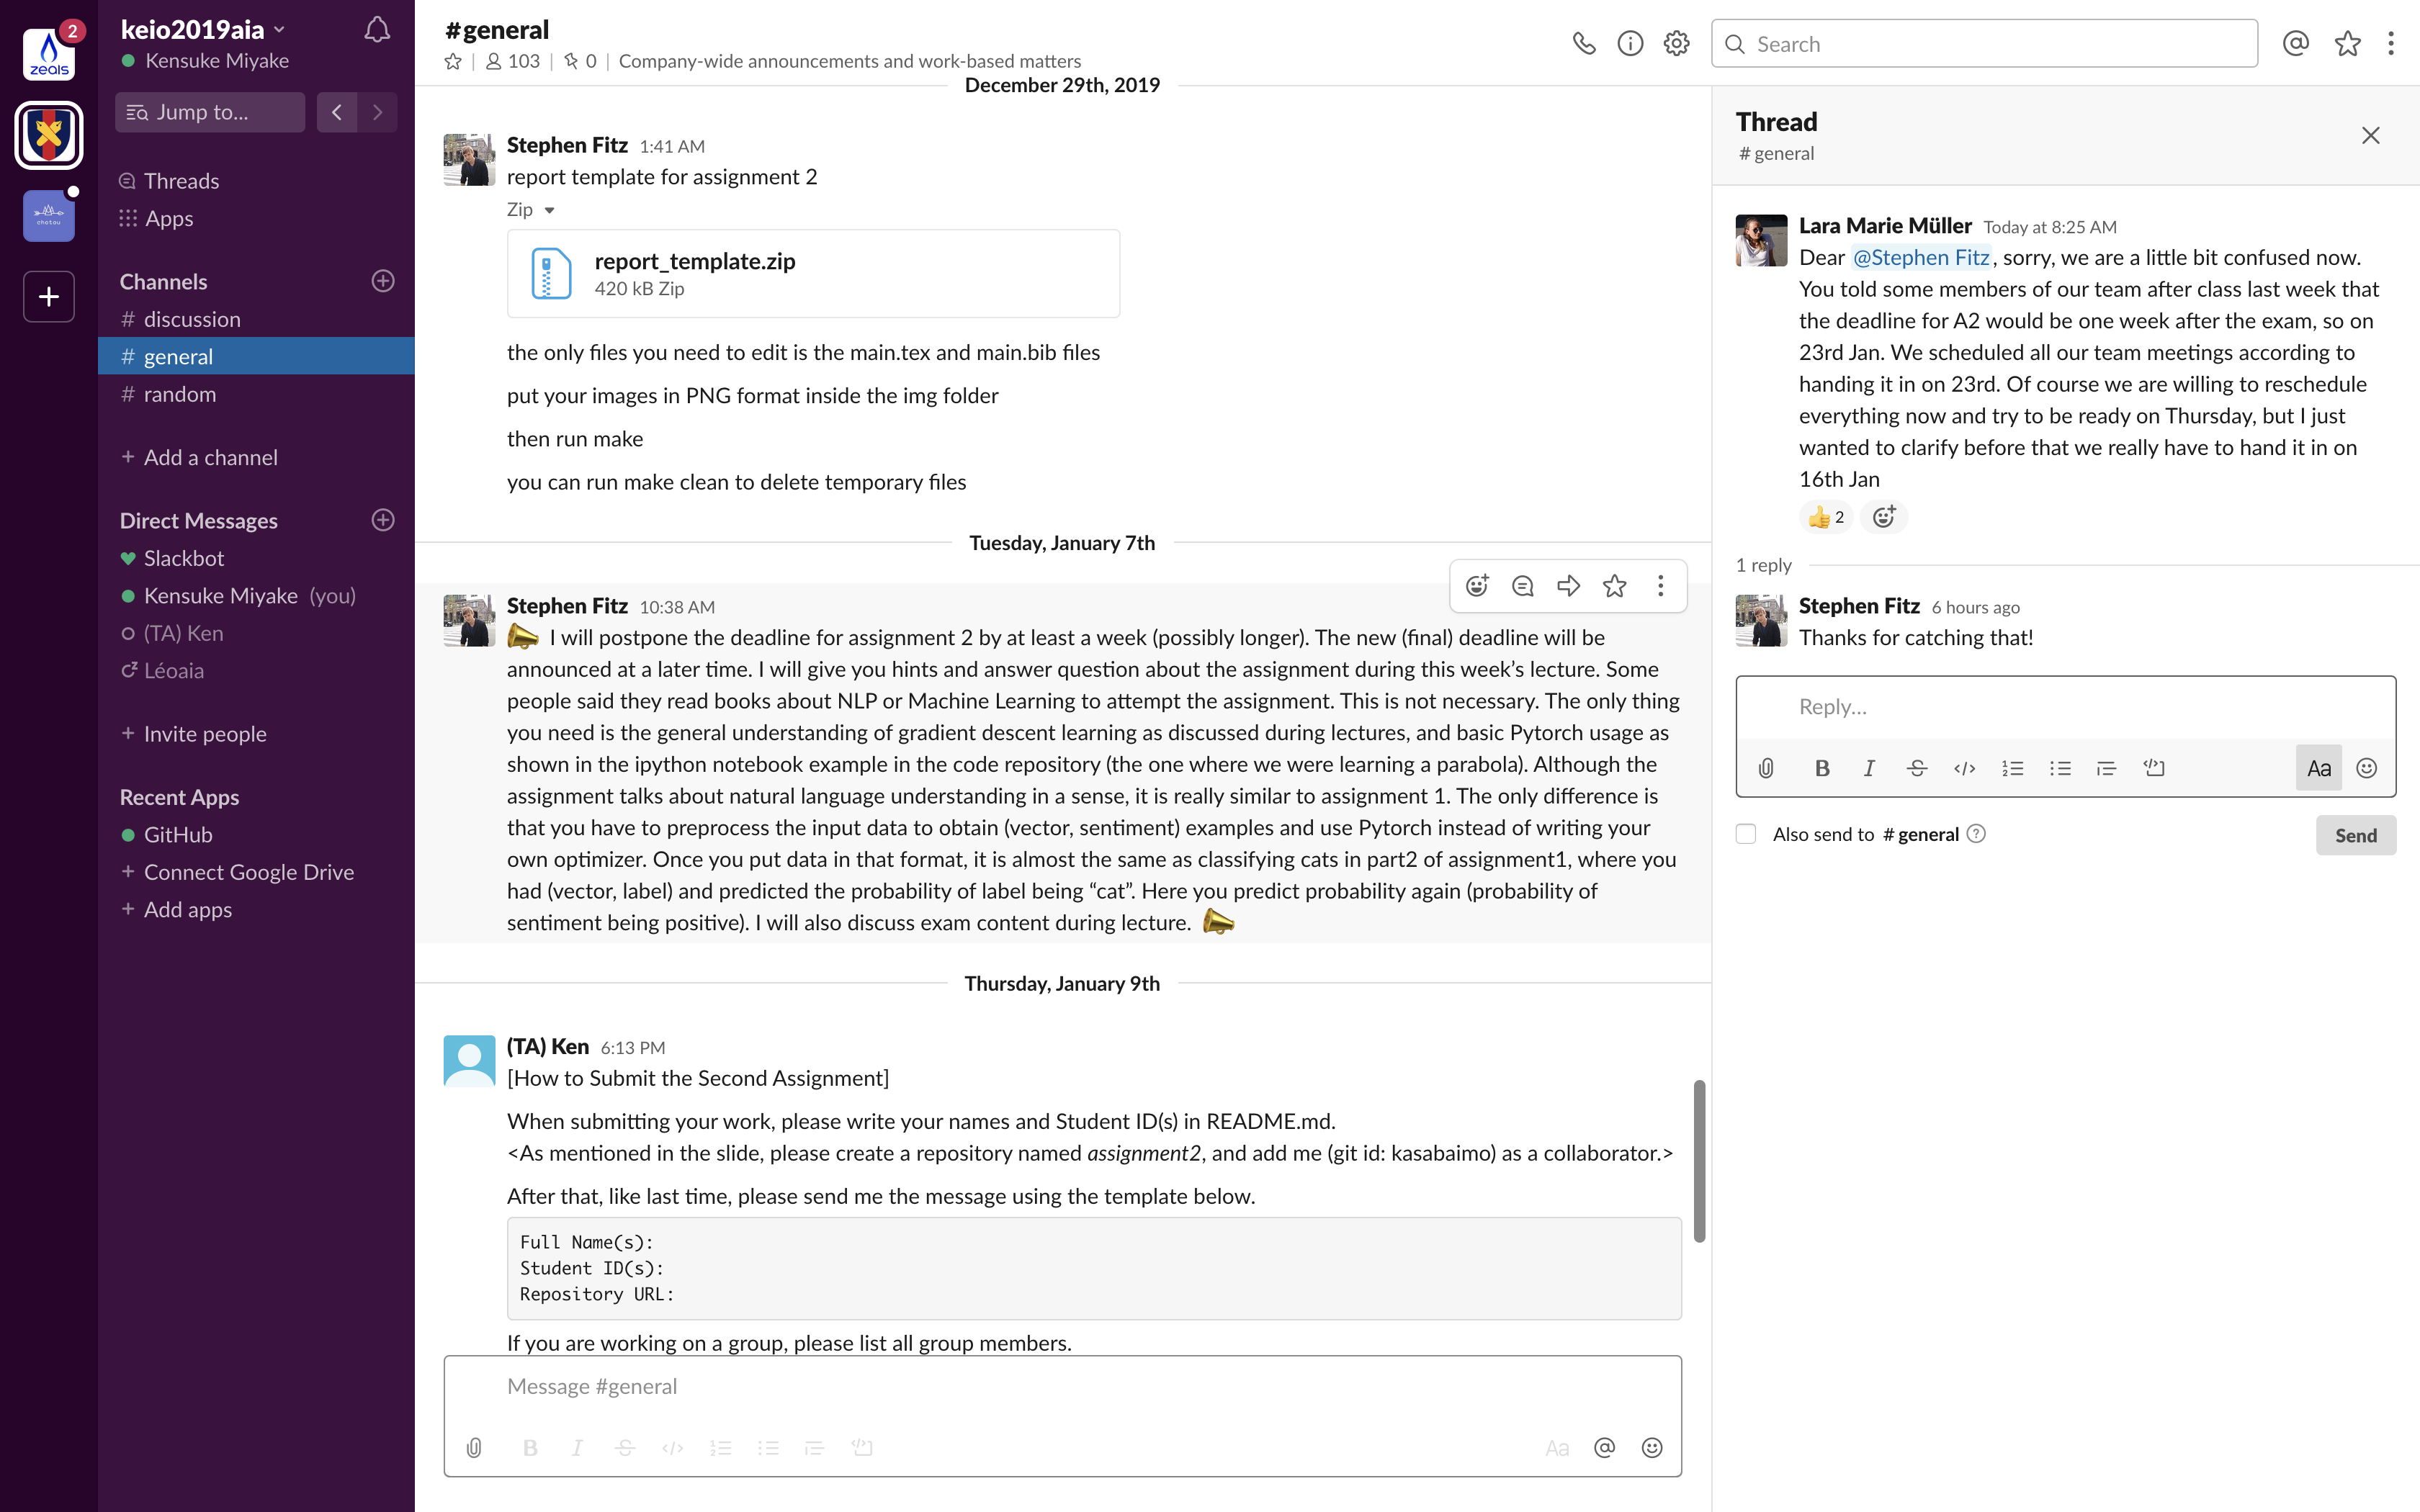 2
zeals
keio2019aia
Kensuke Miyake
Jump to...
Threads
Apps
Channels
# discussion
# general
# random
+ Add a channel
Direct Messages
Slackbot
Kensuke Miyake (you)
(TA) Ken
Léoaia
+ Invite people
Recent Apps
GitHub
+ Connect Google Drive
+ Add apps
#general
103 | 0 | Company-wide announcements and work-based matters
Search
December 29th, 2019
Stephen Fitz 1:41 AM
report template for assignment 2
Zip
report_template.zip
420 kB Zip
the only files you need to edit is the main.tex and main.bib files
put your images in PNG format inside the img folder
then run make
you can run make clean to delete temporary files
Tuesday, January 7th
Stephen Fitz 10:38 AM
I will postpone the deadline for assignment 2 by at least a week (possibly longer). The new (final) deadline will be
announced at a later time. I will give you hints and answer question about the assignment during this week's lecture. Some
people said they read books about NLP or Machine Learning to attempt the assignment. This is not necessary. The only thing
you need is the general understanding of gradient descent learning as discussed during lectures, and basic Pytorch usage as
shown in the ipython notebook example in the code repository (the one where we were learning a parabola). Although the
assignment talks about natural language understanding in a sense, it is really similar to assignment 1. The only difference is
that you have to preprocess the input data to obtain (vector, sentiment) examples and use Pytorch instead of writing your
own optimizer. Once you put data in that format, it is almost the same as classifying cats in part2 of assignment1, where you
had (vector, label) and predicted the probability of label being “cat”. Here you predict probability again (probability of
sentiment being positive). I will also discuss exam content during lecture.
Thursday, January 9th
(TA) Ken 6:13 PM
[How to Submit the Second Assignment]
When submitting your work, please write your names and Student ID(s) in README.md.
<As mentioned in the slide, please create a repository named assignment2, and add me (git id: kasabaimo) as a collaborator.>
After that, like last time, please send me the message using the template below.
Full Name(s):
Student ID(s):
Repository URL:
If you are working on a group, please list all group members.
Message #general
Aa
Thread
# general
Lara Marie Müller Today at 8:25 AM
Dear @Stephen Fitz, sorry, we are a little bit confused now.
You told some members of our team after class last week that
the deadline for A2 would be one week after the exam, so on
23rd Jan. We scheduled all our team meetings according to
handing it in on 23rd. Of course we are willing to reschedule
everything now and try to be ready on Thursday, but I just
wanted to clarify before that we really have to hand it in on
16th Jan
2
1 reply
Stephen Fitz 6 hours ago
Thanks for catching that!
Reply...
Aa
Also send to # general
Send